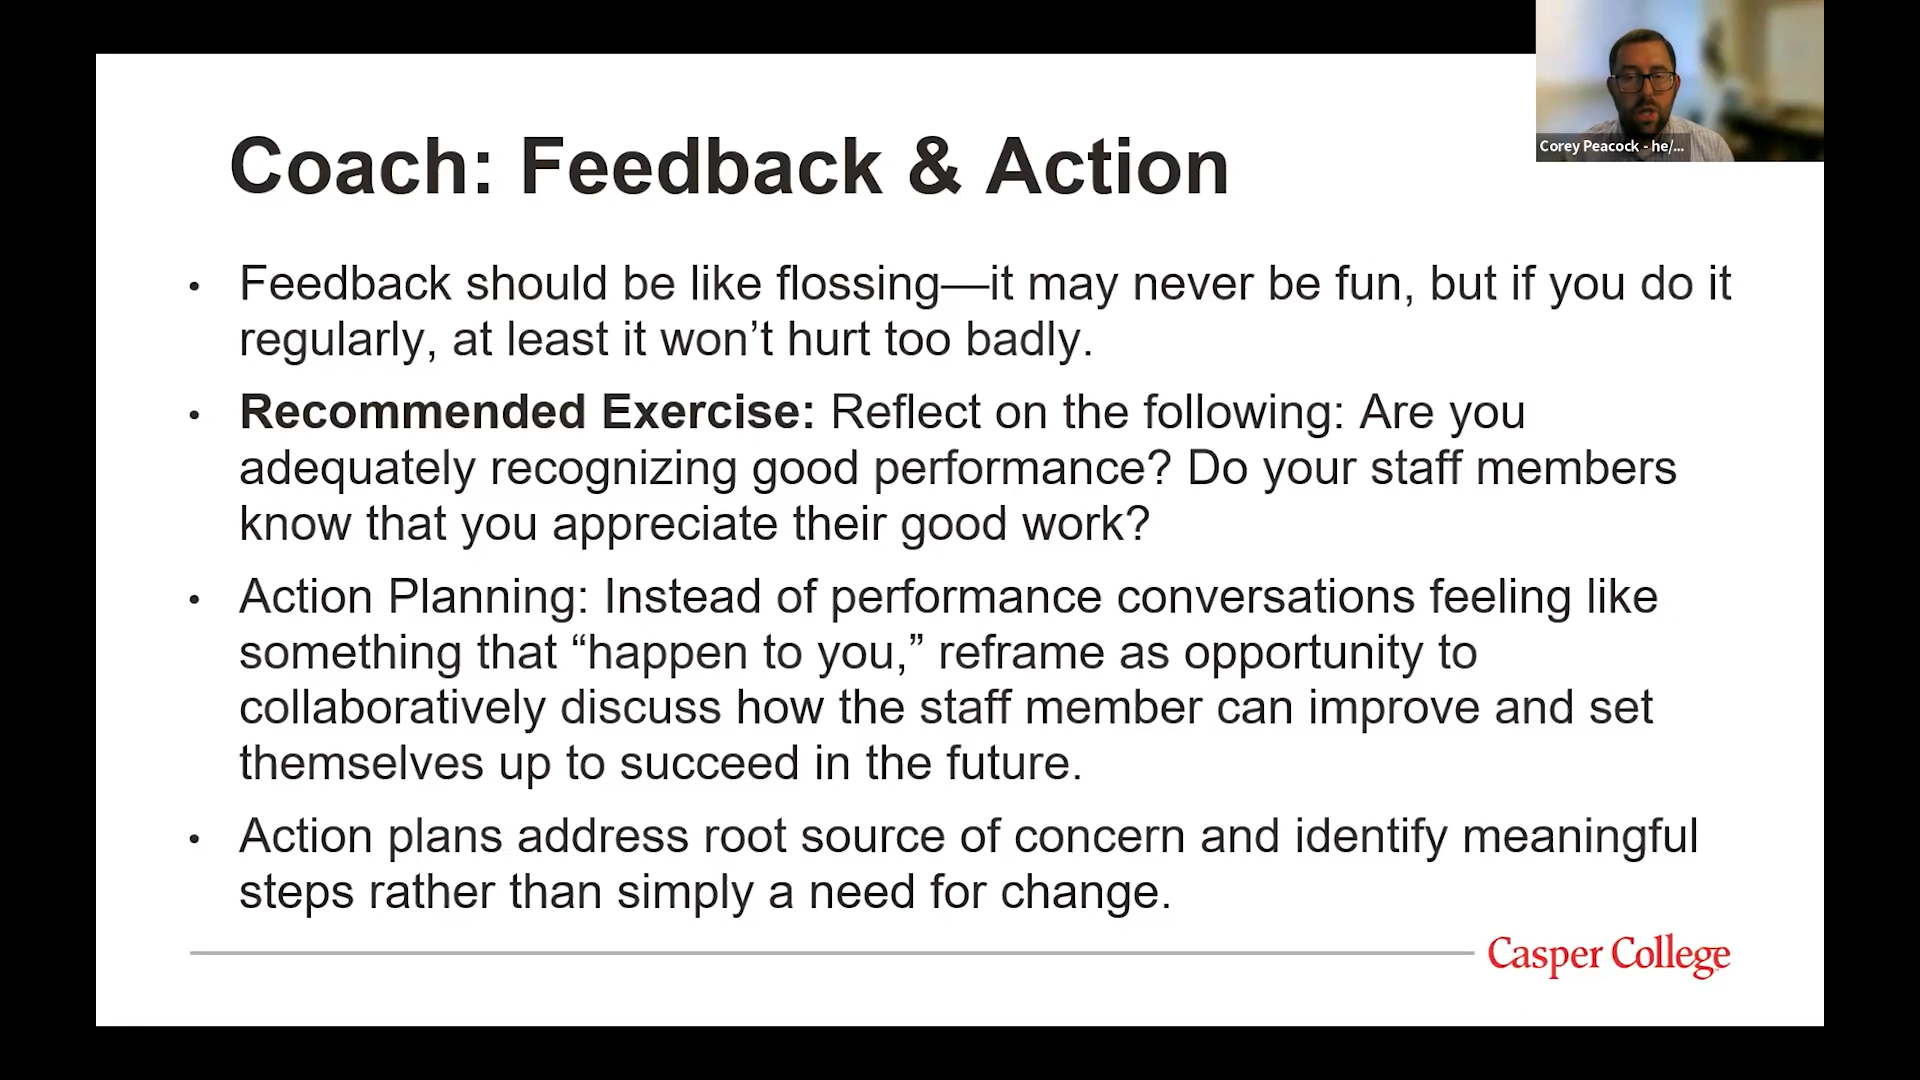 Corey Peacock - he/...
Coach: Feedback & Action
• Feedback should be like flossing—it may never be fun, but if you do it
regularly, at least it won’t hurt too badly.
• Recommended Exercise: Reflect on the following: Are you
adequately recognizing good performance? Do your staff members
know that you appreciate their good work?
• Action Planning: Instead of performance conversations feeling like
something that “happen to you,” reframe as opportunity to
collaboratively discuss how the staff member can improve and set
themselves up to succeed in the future.
• Action plans address root source of concern and identify meaningful
steps rather than simply a need for change.
Casper College